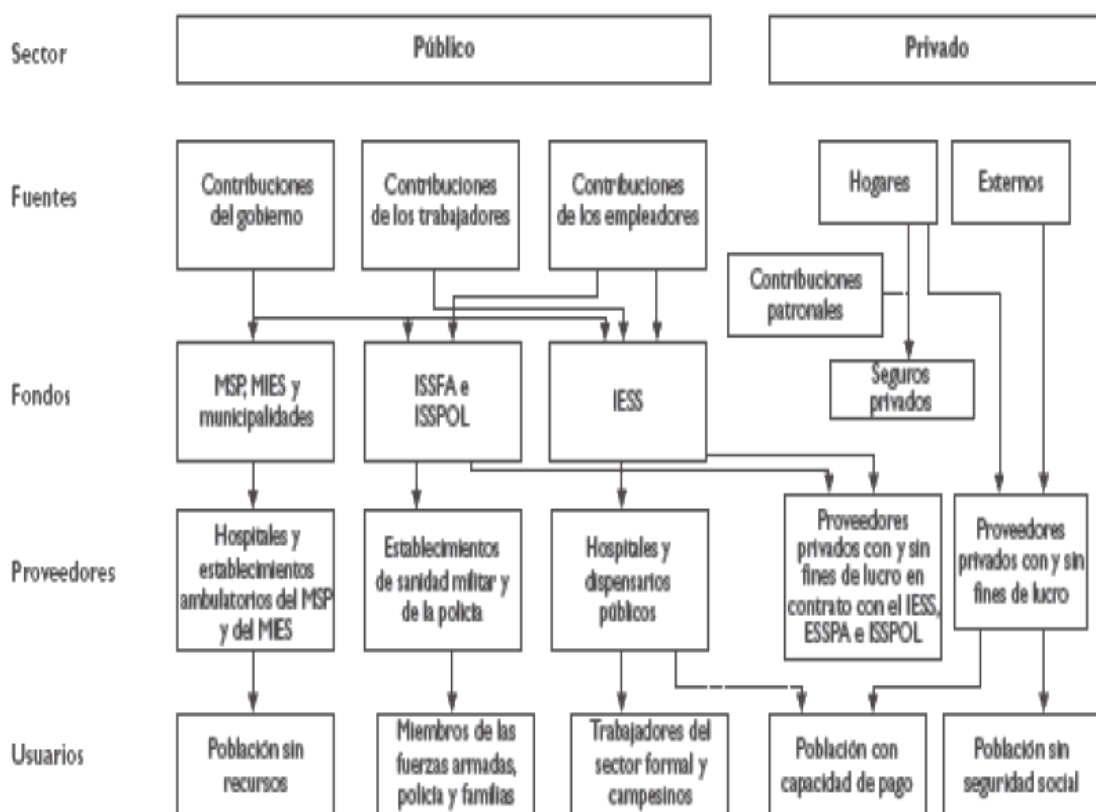 Sector
Público
Privado
Fuentes
Contribuciones
del gobierno
Contribuciones
de los trabajadores
Contribuciones
de los empleadores
Hogares
Externos
Contribuciones
patronales
Fondos
MSP, MIES y
municipalidades
ISSFA e
ISSPOL
IESS
Seguros
privados
Proveedores
Hospitales y
establecimientos
ambulatorios del MSP
y del MIES
Establecimientos
de sanidad militar y
de la policia
Hospitales y
dispensarios
públicos
Proveedores
privados con y sin
fines de lucro en
contrato con el IESS,
ESSPA e ISSPOL
Proveedores
privados con y sin
fines de lucro
Usuarios
Población sin
recursos
Miembros de las
fuerzas armadas,
policia y familias
Trabajadores del
sector formal y
campesinos
Población con
capacidad de pago
Población sin
seguridad social